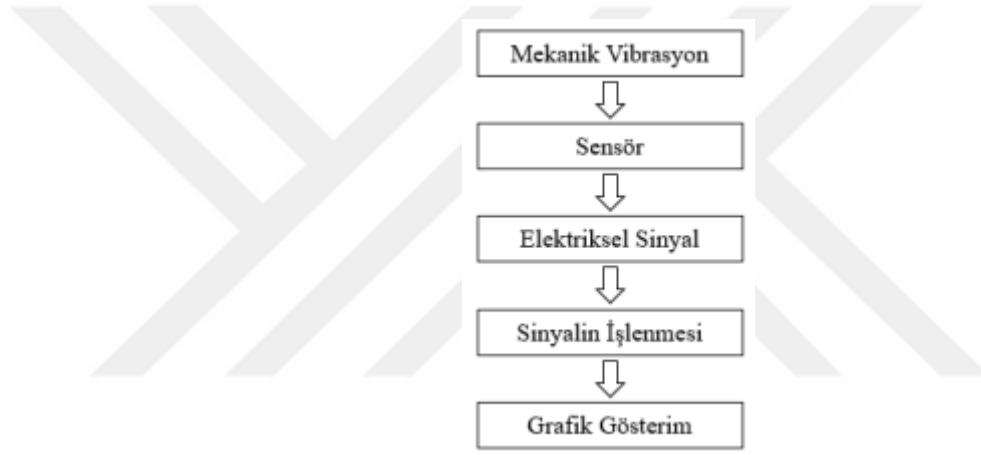 Mekanik Vibrasyon
Sensör
Elektriksel Sinyal
Sinyalin İşlenmesi
Grafik Gösterim